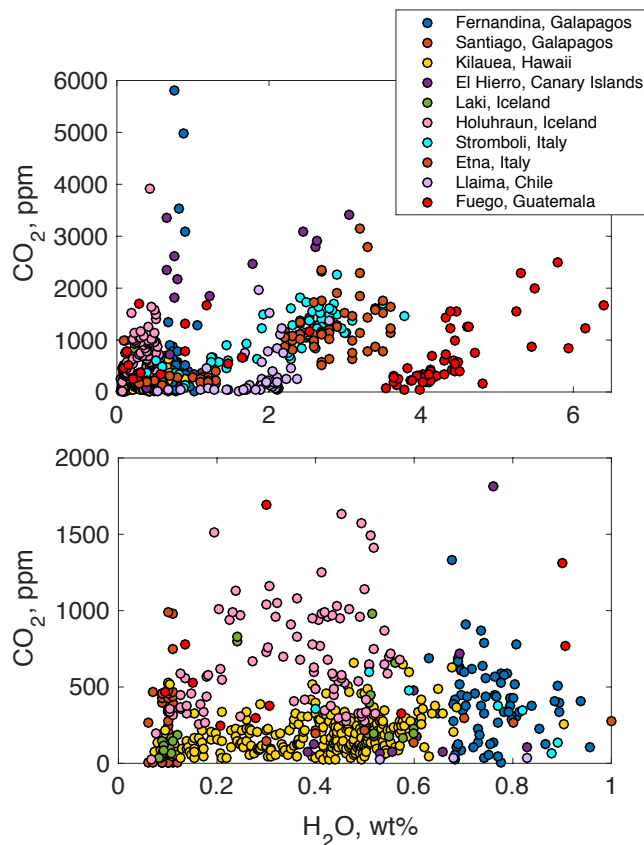 Fernandina, Galapagos
Santiago, Galapagos
Kilauea, Hawaii
El Hierro, Canary Islands
Laki, Iceland
Holuhraun, Iceland
Stromboli, Italy
Etna, Italy
Llaima, Chile
Fuego, Guatemala
6000
5000
4000
3000
2000
1000
0
CO₂, ppm
0 2 4 6
2000
1500
1000
500
0
CO₂, ppm
0 0.2 0.4 0.6 0.8 1
H₂O, wt%